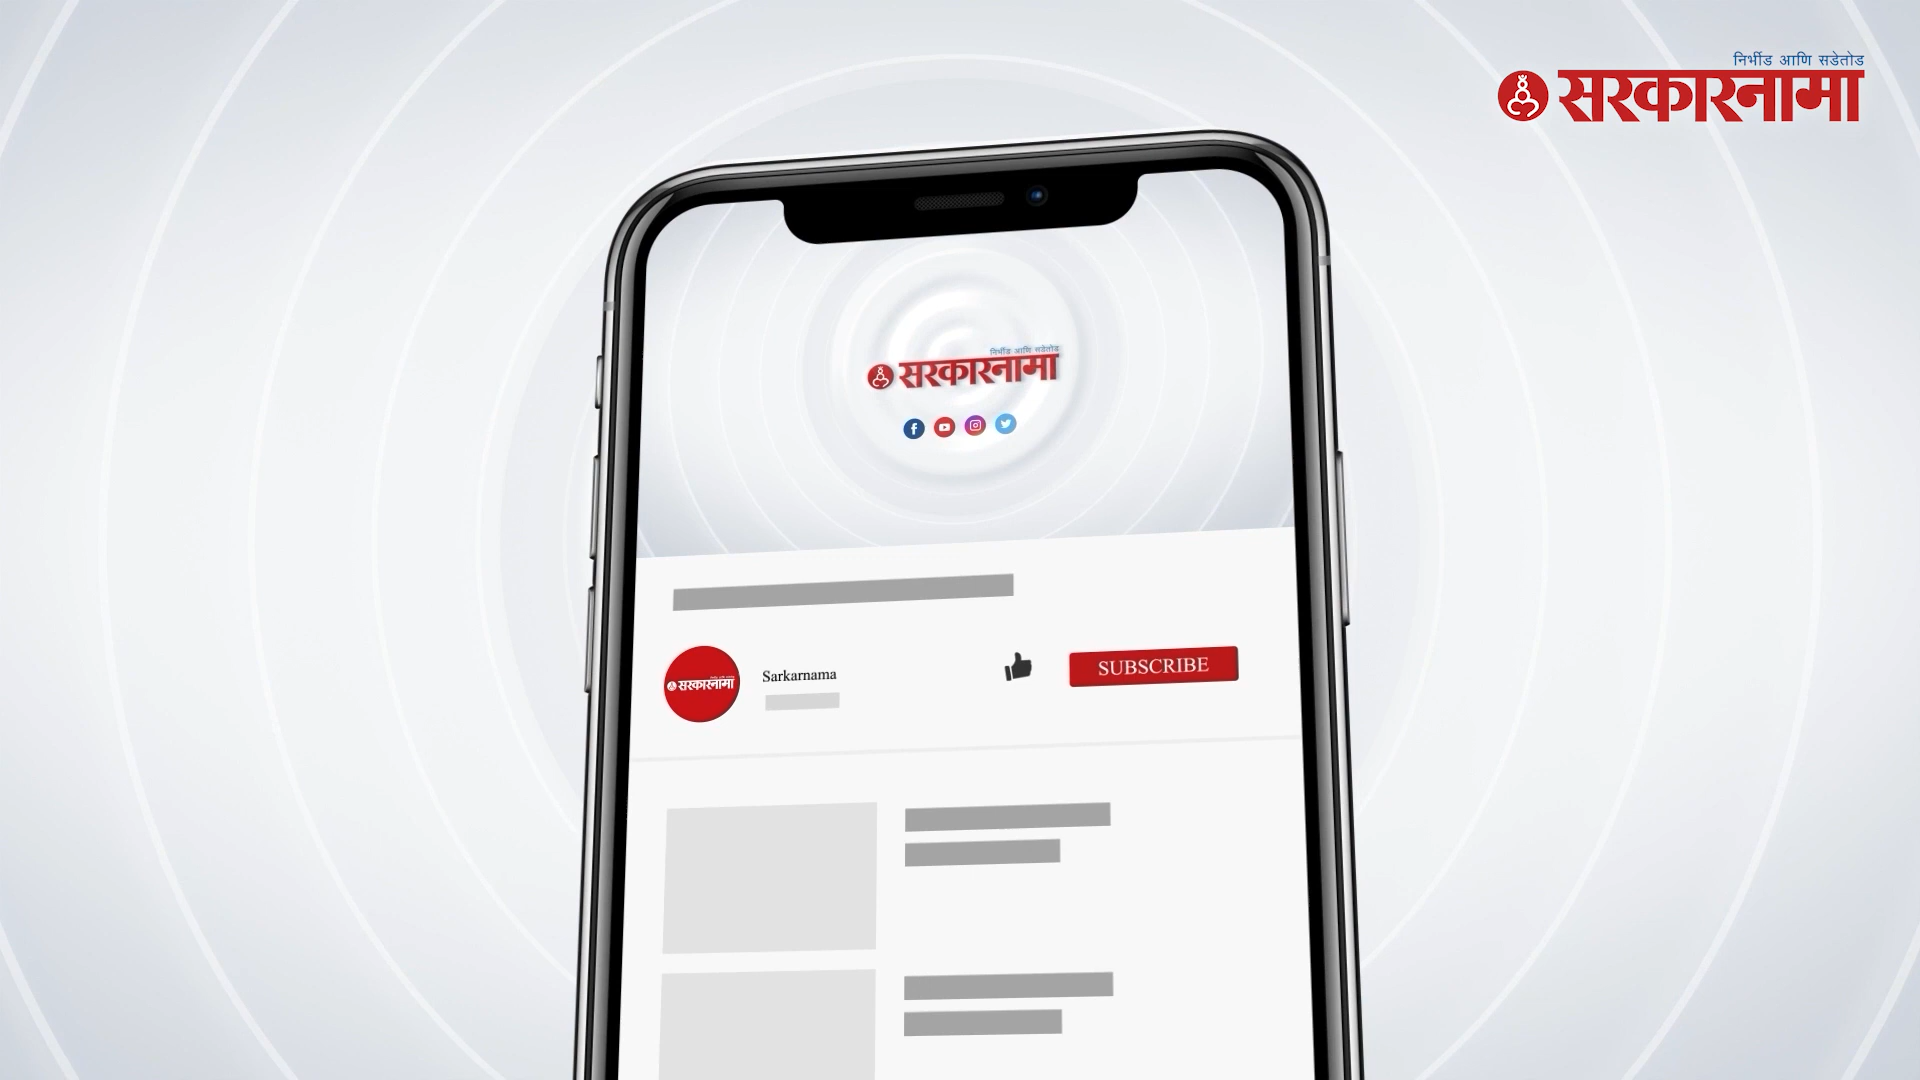 निर्भीड आणि सडेतोड
सरकारनामा
निर्भीड आणि सडेतोड
सरकारनामा
सरकारनामा
Sarkarnama
SUBSCRIBE